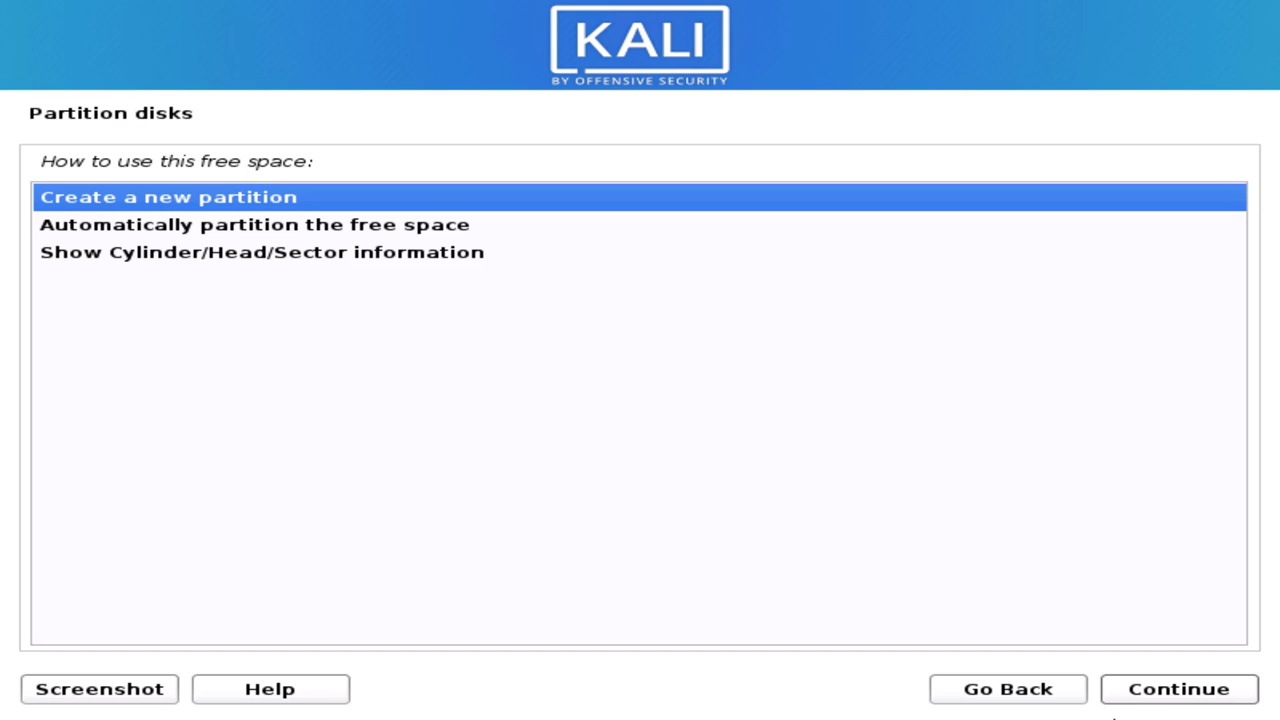 KALI
BY OFFENSIVE SECURITY
Partition disks
How to use this free space:
Create a new partition
Automatically partition the free space
Show Cylinder/Head/Sector information
Screenshot
Help
Go Back
Continue